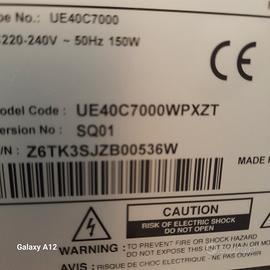 pe No.: UE40C7000
220-240V ~ 50Hz 150W
CE
Model Code : UE40C7000WPXZT
Version No : SQ01
S/N : Z6TK3SJZB00536W
MADE
CAUTION
RISK OF ELECTRIC SHOCK
DO NOT OPEN
WARNING : TO PREVENT FIRE OR SHOCK HAZARD
DO NOT EXPOSE THIS UNIT TO RAIN OR M
AVIS : RISQUE DE CHOC ELECTRIQUE - NE PAS OUVRIR
Galaxy A12